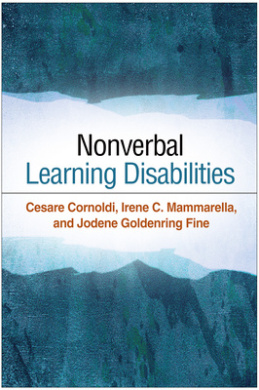 Nonverbal
Learning Disabilities
Cesare Cornoldi, Irene C. Mammarella,
and Jodene Goldenring Fine